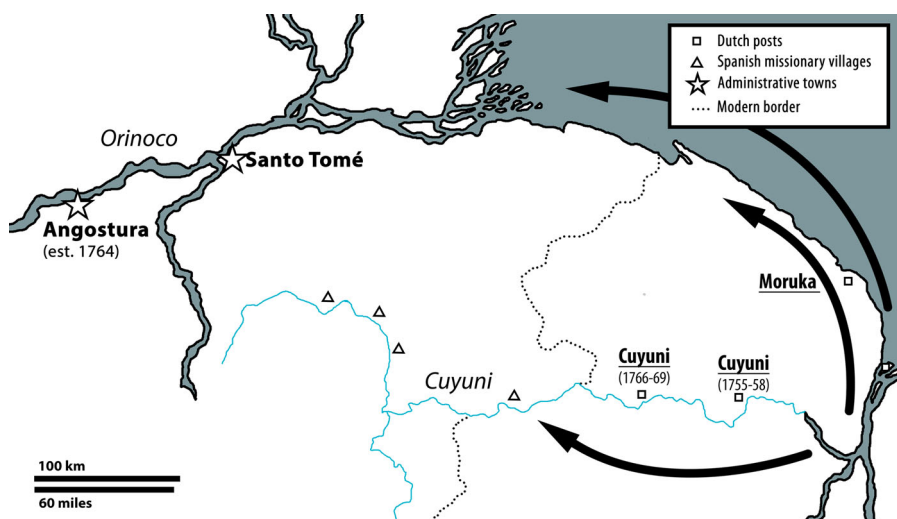 Dutch posts
Spanish missionary villages
Administrative towns
Modern border
Orinoco
Santo Tomé
Angostura
(est. 1764)
Moruka
Cuyuni
(1766-69)
Cuyuni
(1755-58)
Cuyuni
100 km
60 miles